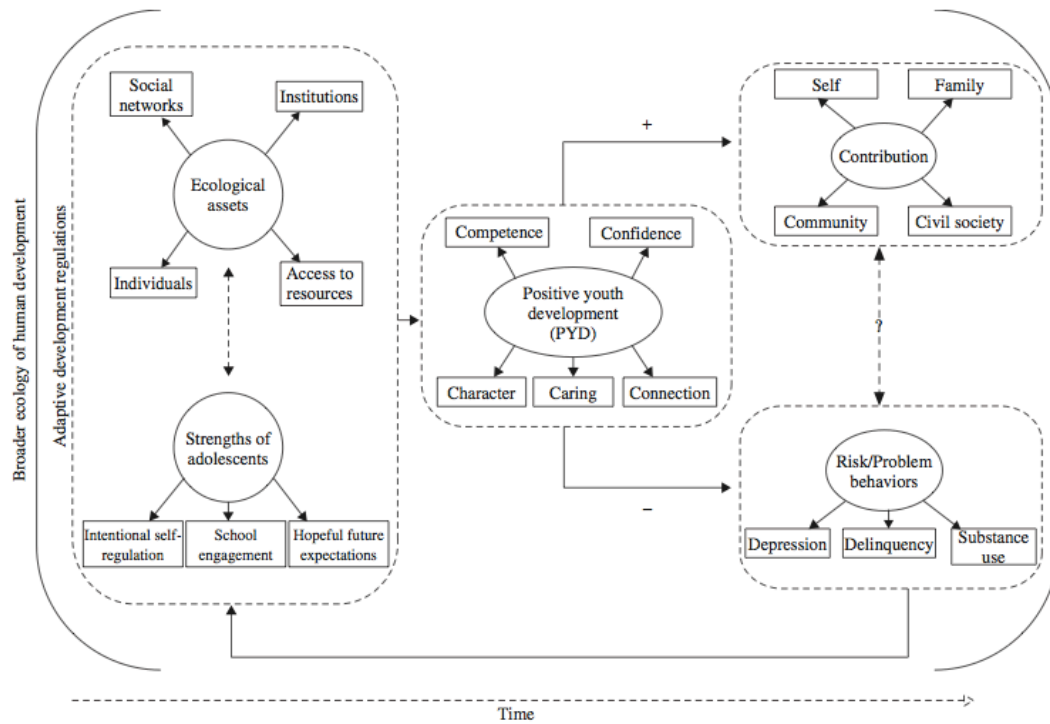 Broader ecology of human development
Adaptive development regulations
Social
networks
Institutions
Ecological
assets
Individuals
Access to
resources
Strengths of
adolescents
Intentional self-
regulation
School
engagement
Hopeful future
expectations
Competence
Confidence
Positive youth
development
(PYD)
Character
Caring
Connection
+
−
Self
Family
Contribution
Community
Civil society
?
Risk/Problem
behaviors
Depression
Delinquency
Substance
use
Time